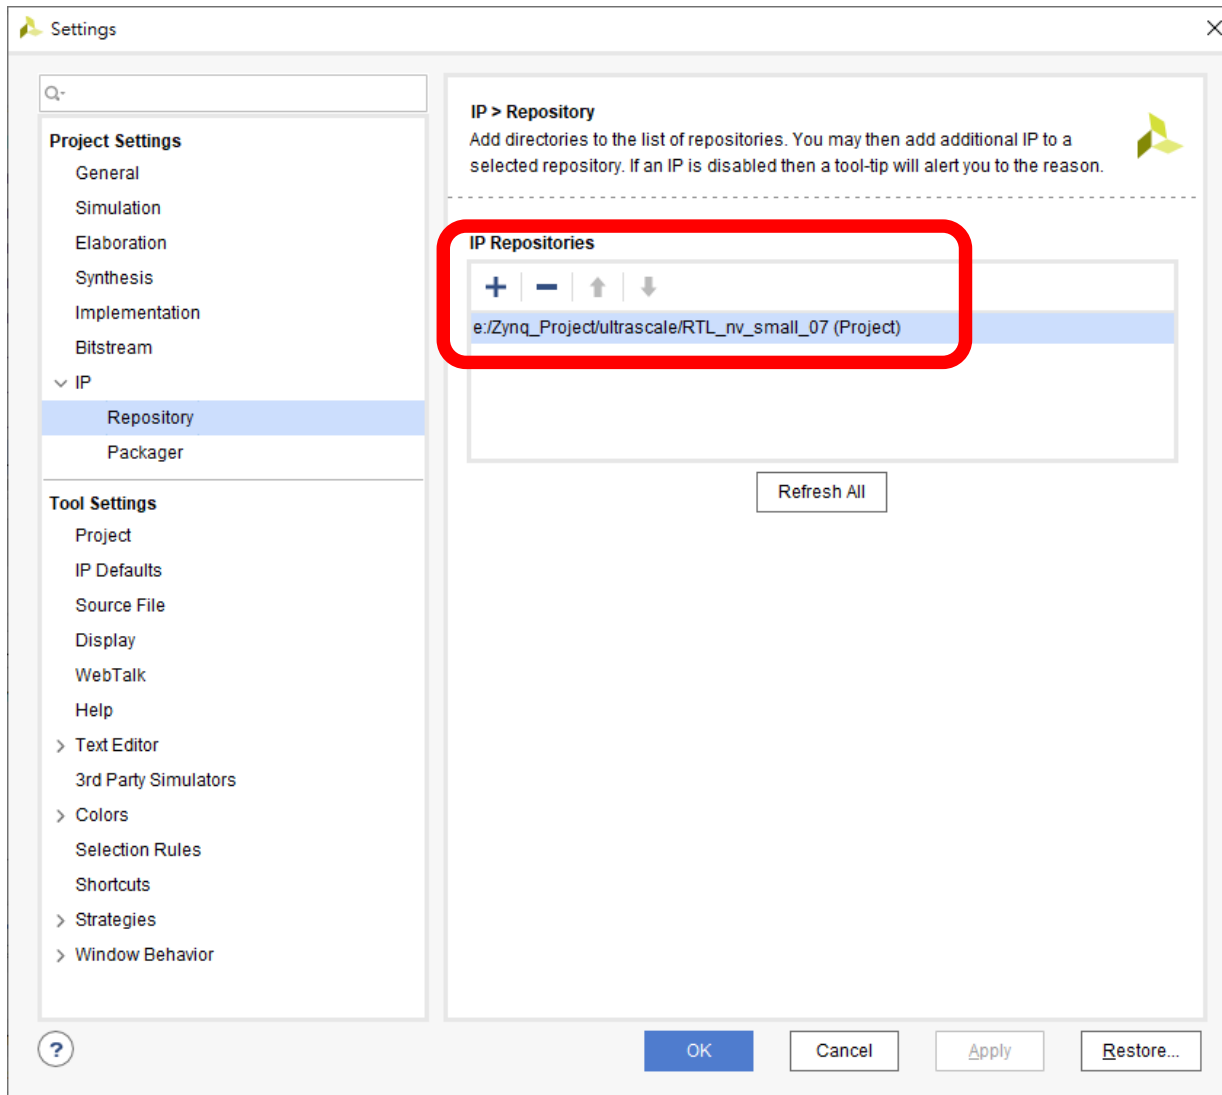 Settings
Project Settings
General
Simulation
Elaboration
Synthesis
Implementation
Bitstream
IP
Repository
Packager
Tool Settings
Project
IP Defaults
Source File
Display
WebTalk
Help
Text Editor
3rd Party Simulators
Colors
Selection Rules
Shortcuts
Strategies
Window Behavior
IP > Repository
Add directories to the list of repositories. You may then add additional IP to a
selected repository. If an IP is disabled then a tool-tip will alert you to the reason.
IP Repositories
e:/Zynq_Project/ultrascale/RTL_nv_small_07 (Project)
Refresh All
?
OK
Cancel
Apply
Restore...